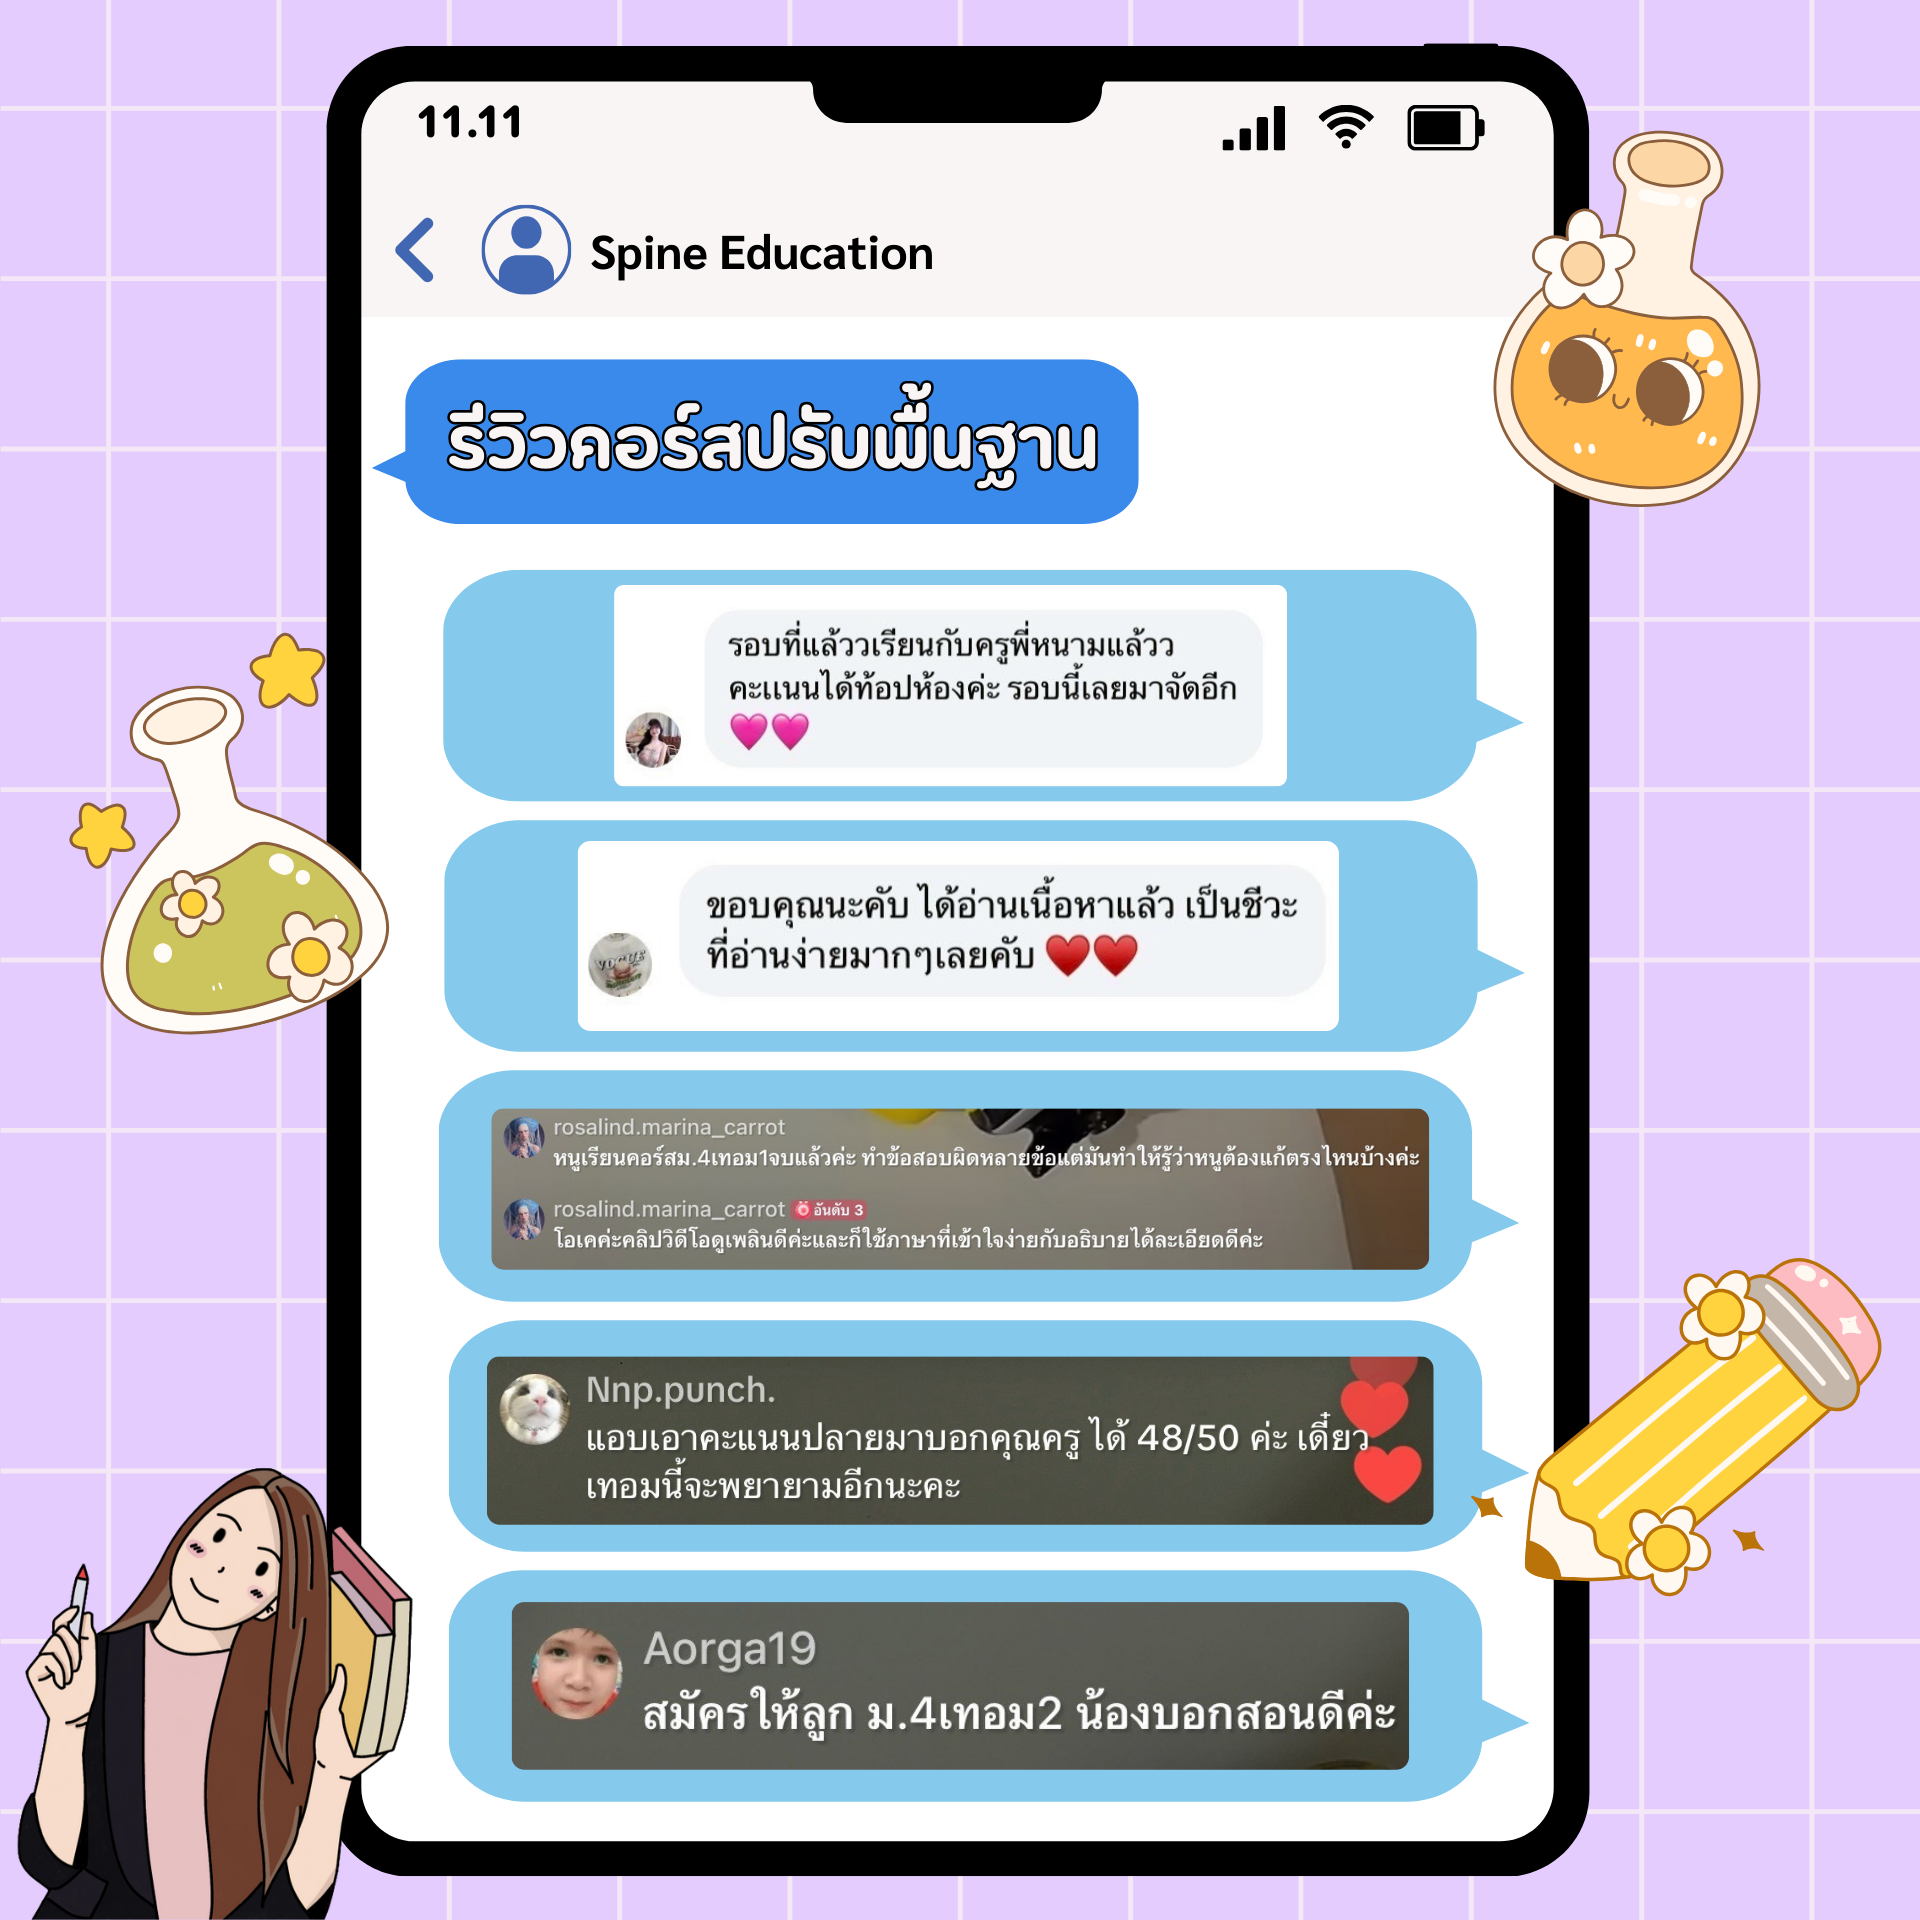 11.11
Spine Education
รีวิวคอร์สปรับพื้นฐาน
รอบที่แล้ววเรียนกับครูพี่หนามแล้วว
คะแนนได้ท้อปห้องค่ะ รอบนี้เลยมาจัดอีก
💕💕
ขอบคุณนะคับ ได้อ่านเนื้อหาแล้ว เป็นชีวะ
ที่อ่านง่ายมากๆเลยคับ ♥️♥️
VOGUE
rosalind.marina_carrot
หนูเรียนคอร์สม.4เทอม1จบแล้วค่ะ ทำข้อสอบผิดหลายข้อแต่มันทำให้รู้ว่าหนูต้องแก้ตรงไหนบ้างค่ะ
rosalind.marina_carrot อันดับ 3
โอเคค่ะคลิปวิดีโอดูเพลินดีค่ะและก็ใช้ภาษาที่เข้าใจง่ายกับอธิบายได้ละเอียดดีค่ะ
Nnp.punch.
แอบเอาคะแนนปลายมาบอกคุณครู ได้ 48/50 ค่ะ เดี๋ยว
เทอมนี้จะพยายามอีกนะคะ
Aorga19
สมัครให้ลูก ม.4เทอม2 น้องบอกสอนดีค่ะ